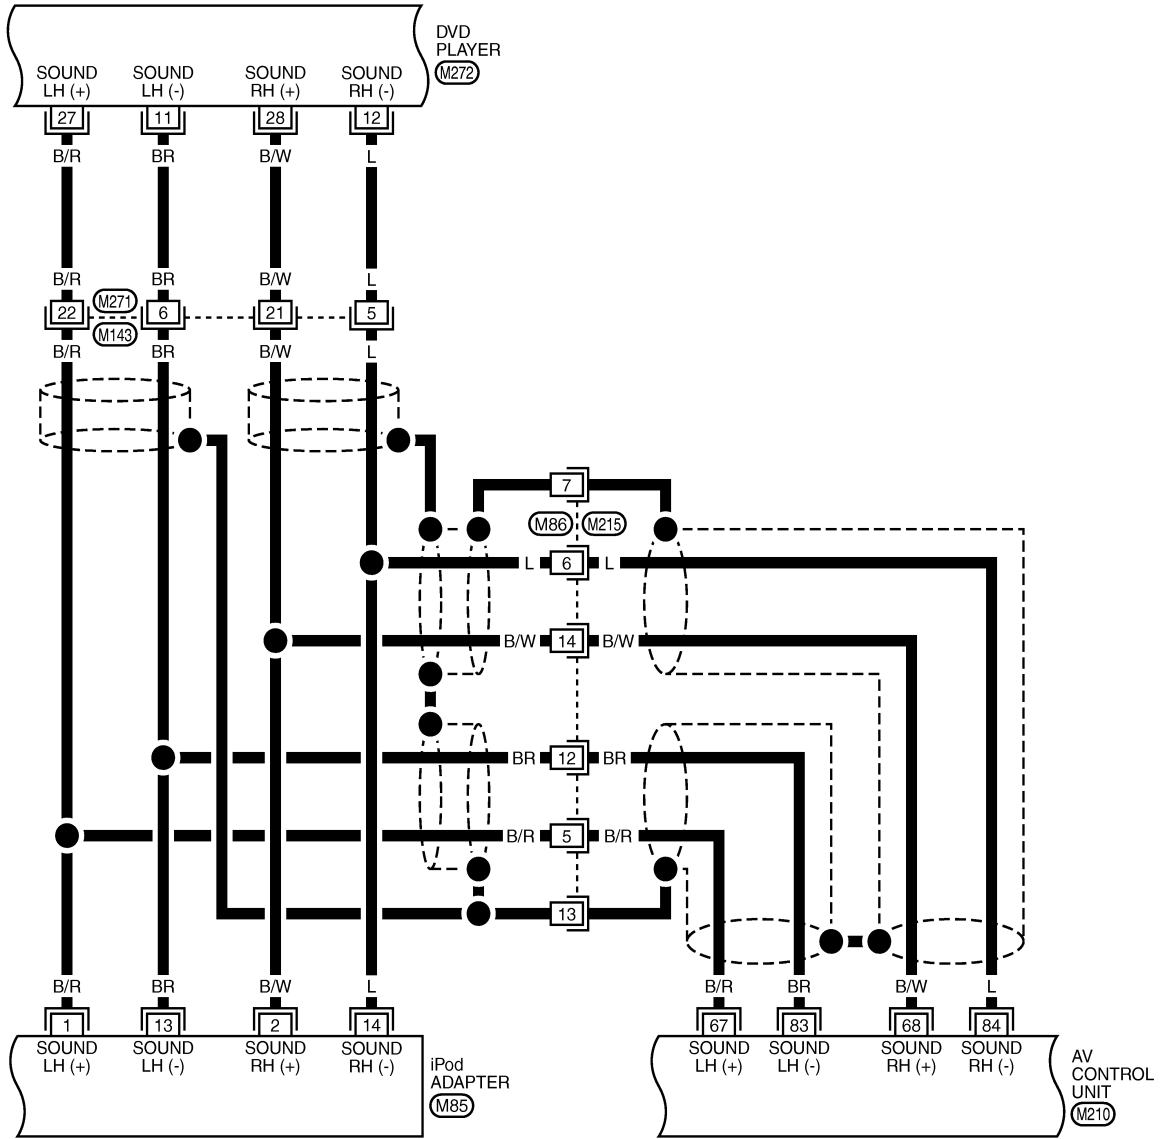 DVD
PLAYER
M272
SOUND LH (+)
SOUND LH (-)
SOUND RH (+)
SOUND RH (-)
27 11 28 12
B/R BR B/W L
B/R BR B/W L
22 M271 6 21 5
M143
B/R BR B/W L
7
M86 M215
L 6 L
B/W 14 B/W
BR 12 BR
B/R 5 B/R
13
B/R BR B/W L
B/R BR B/W L
1 13 2 14
67 83 68 84
SOUND LH (+)
SOUND LH (-)
SOUND RH (+)
SOUND RH (-)
iPod
ADAPTER
M85
SOUND LH (+)
SOUND LH (-)
SOUND RH (+)
SOUND RH (-)
AV
CONTROL
UNIT
M210